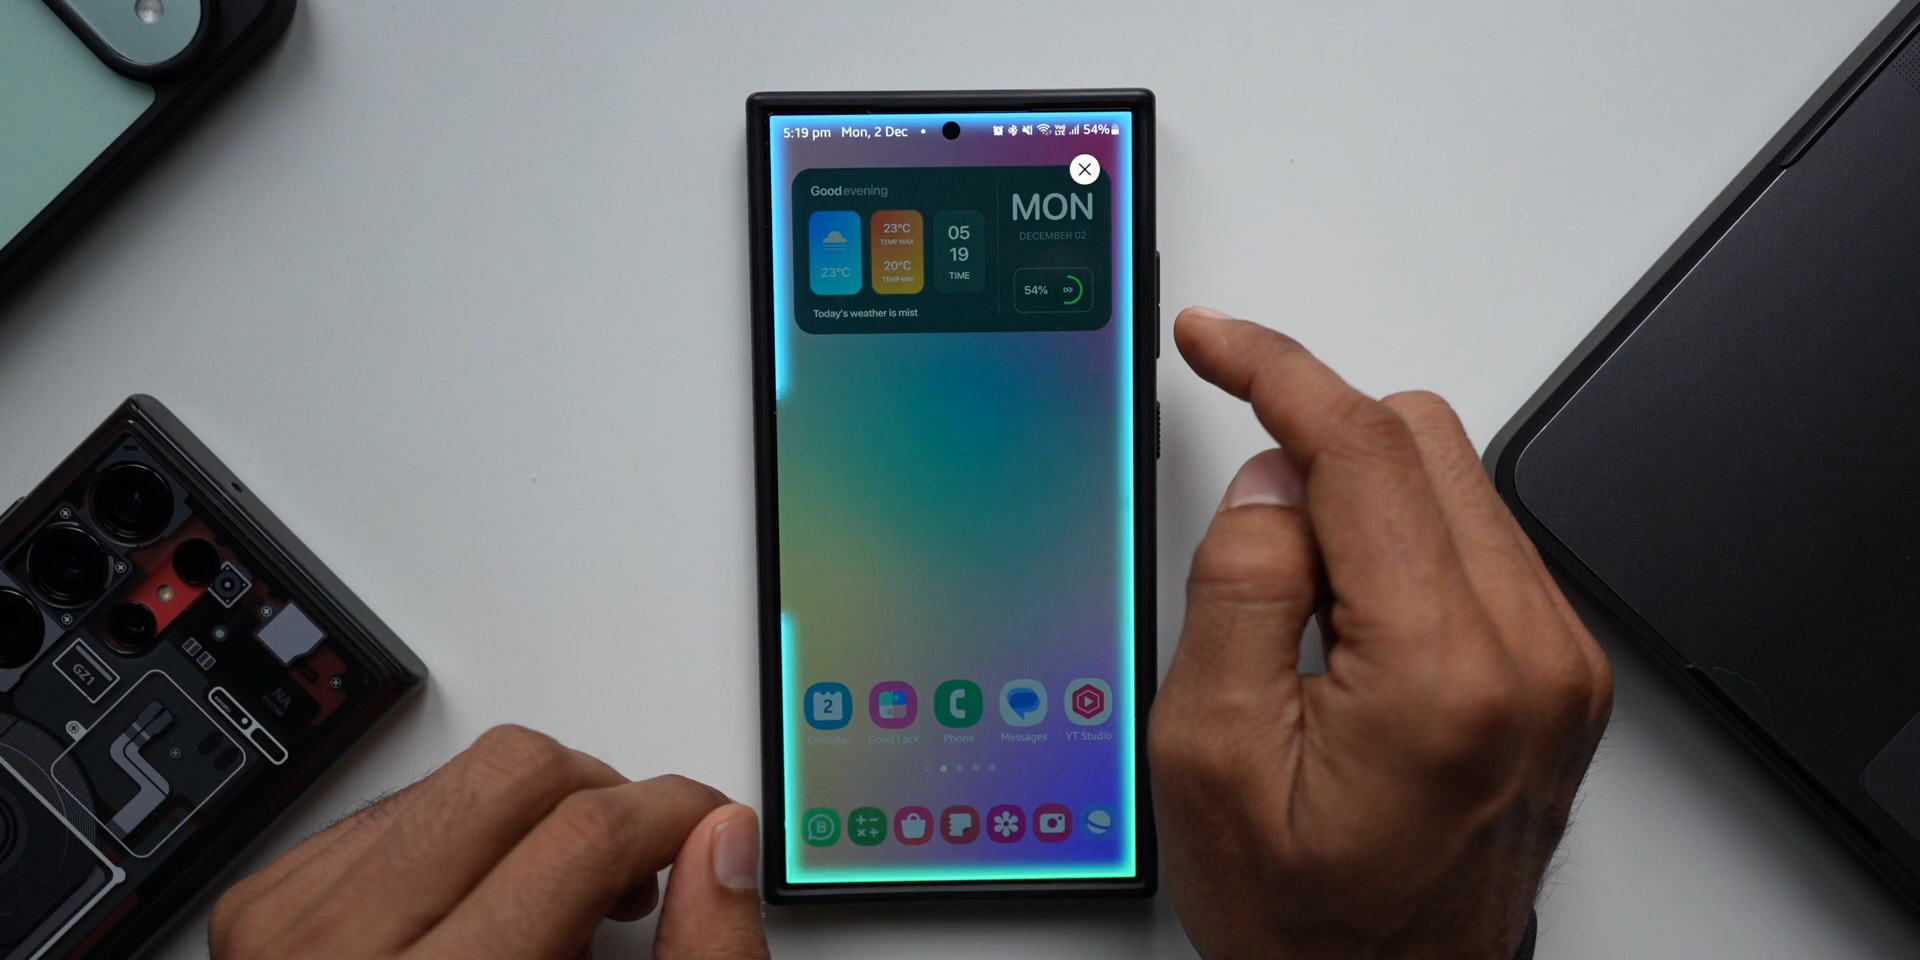 5:19 pm Mon, 2 Dec
54%
Good evening
MON
DECEMBER 02
23°C
TEMP MAX
20°C
TEMP MIN
23°C
05
19
TIME
54%
Today's weather is mist
2
Calendar
Good Lock
Phone
Messages
YT Studio
B
GZ1